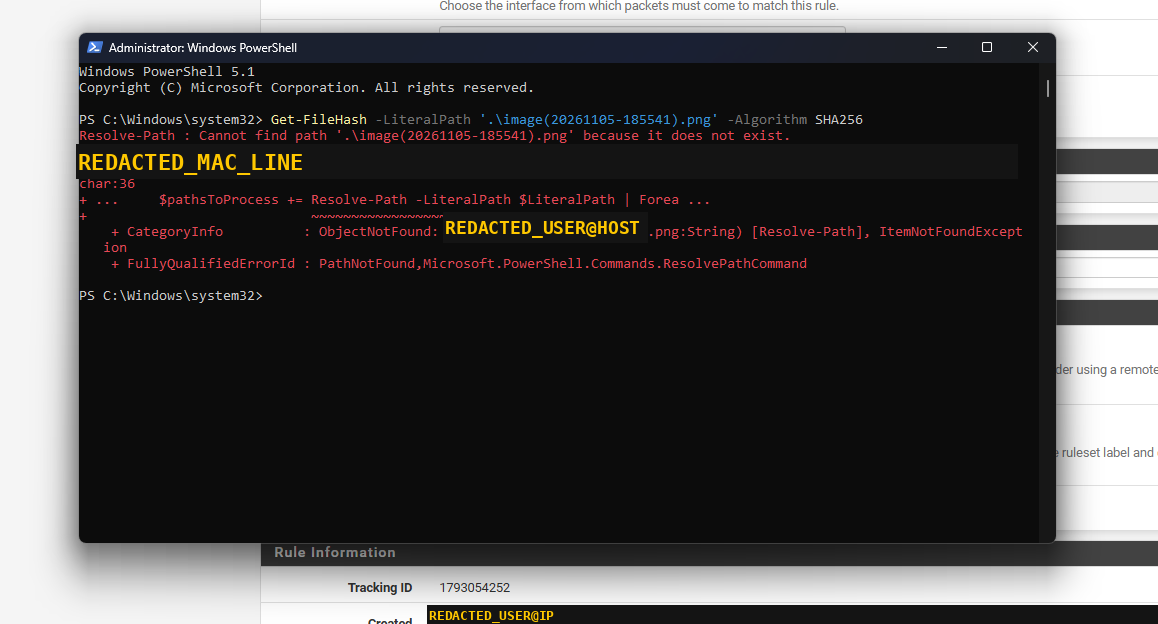 Choose the interface from which packets must come to match this rule.
Administrator: Windows PowerShell
Windows PowerShell 5.1
Copyright (C) Microsoft Corporation. All rights reserved.
PS C:\Windows\system32> Get-FileHash -LiteralPath '.\image(20261105-185541).png' -Algorithm SHA256
Resolve-Path : Cannot find path '.\image(20261105-185541).png' because it does not exist.
REDACTED_MAC_LINE
char:36
+ ...     $pathsToProcess += Resolve-Path -LiteralPath $LiteralPath | Forea ...
+                            ~~~~~~~~~~~~~~~~~
    + CategoryInfo          : ObjectNotFound: REDACTED_USER@HOST .png:String) [Resolve-Path], ItemNotFoundExcept
   ion
    + FullyQualifiedErrorId : PathNotFound,Microsoft.PowerShell.Commands.ResolvePathCommand
PS C:\Windows\system32>
der using a remote
ruleset label and
Rule Information
Tracking ID 1793054252
Created REDACTED_USER@IP